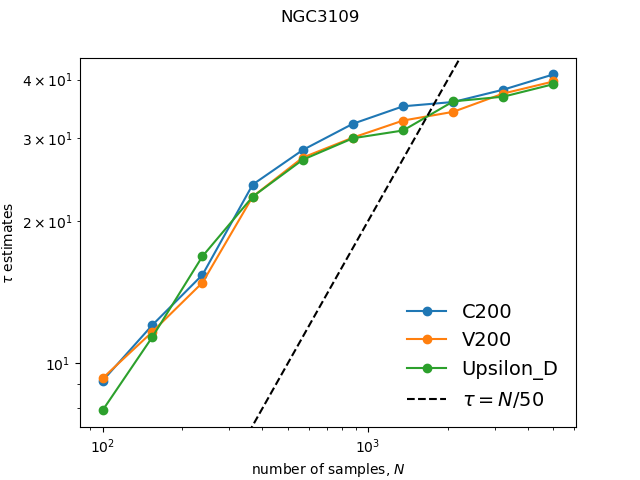 NGC3109
τ estimates
4 × 10¹
3 × 10¹
2 × 10¹
10¹
C200
V200
Upsilon_D
τ = N/50
10² 10³
number of samples, N